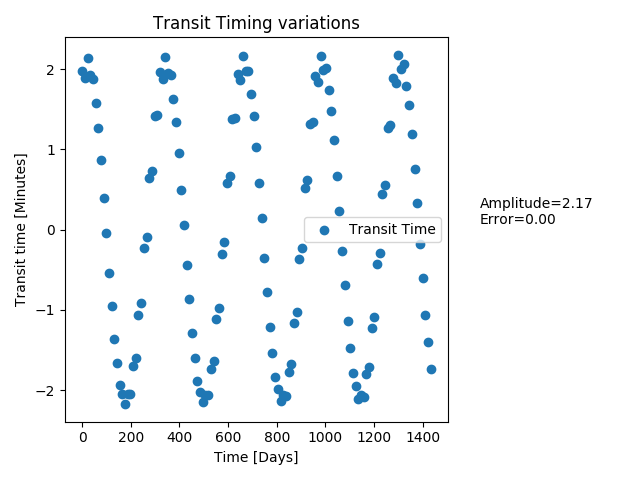 Transit Timing variations
Transit time [Minutes]
2
1
0
−1
−2
Transit Time
Amplitude=2.17
Error=0.00
0 200 400 600 800 1000 1200 1400
Time [Days]